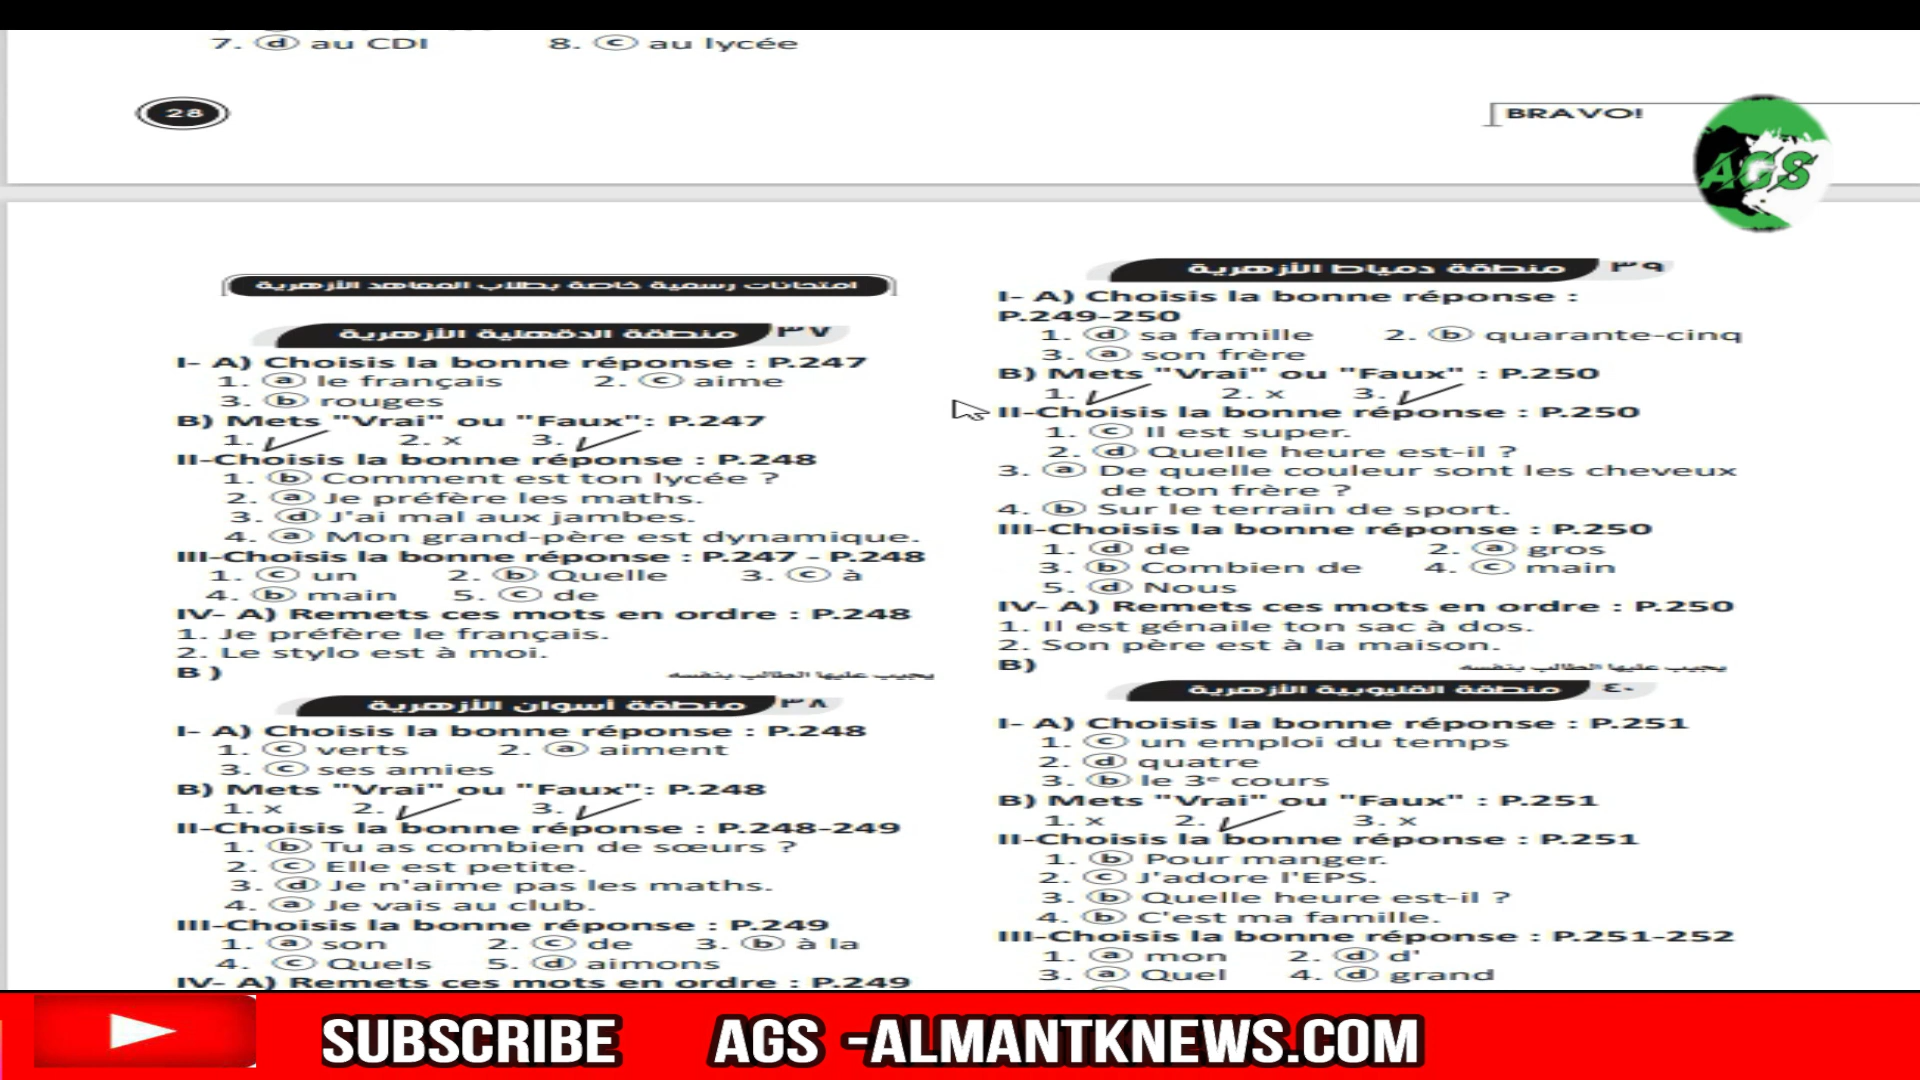 7. ⓓ au CDI 8. ⓒ au lycée
28
BRAVO!
AGS
امتحانات رسمية خاصة بطلاب المعاهد الأزهرية
٣٧ منطقة الدقهلية الأزهرية
I- A) Choisis la bonne réponse : P.247
1. ⓐ le français 2. ⓒ aime
3. ⓑ rouges
B) Mets "Vrai" ou "Faux": P.247
1. ✓ 2. x 3. ✓
II-Choisis la bonne réponse : P.248
1. ⓑ Comment est ton lycée ?
2. ⓐ Je préfère les maths.
3. ⓓ J'ai mal aux jambes.
4. ⓐ Mon grand-père est dynamique.
III-Choisis la bonne réponse : P.247 - P.248
1. ⓒ un 2. ⓑ Quelle 3. ⓒ à
4. ⓑ main 5. ⓒ de
IV- A) Remets ces mots en ordre : P.248
1. Je préfère le français.
2. Le stylo est à moi.
B ) يجيب عليها الطالب بنفسه
٣٨ منطقة أسوان الأزهرية
I- A) Choisis la bonne réponse : P.248
1. ⓒ verts 2. ⓐ aiment
3. ⓒ ses amies
B) Mets "Vrai" ou "Faux": P.248
1. x 2. ✓ 3. ✓
II-Choisis la bonne réponse : P.248-249
1. ⓑ Tu as combien de sœurs ?
2. ⓒ Elle est petite.
3. ⓓ Je n'aime pas les maths.
4. ⓐ Je vais au club.
III-Choisis la bonne réponse : P.249
1. ⓐ son 2. ⓒ de 3. ⓑ à la
4. ⓒ Quels 5. ⓓ aimons
IV- A) Remets ces mots en ordre : P.249
٣٩ منطقة دمياط الأزهرية
I- A) Choisis la bonne réponse :
P.249-250
1. ⓓ sa famille 2. ⓑ quarante-cinq
3. ⓐ son frère
B) Mets "Vrai" ou "Faux" : P.250
1. ✓ 2. x 3. ✓
II-Choisis la bonne réponse : P.250
1. ⓒ Il est super.
2. ⓓ Quelle heure est-il ?
3. ⓐ De quelle couleur sont les cheveux
de ton frère ?
4. ⓑ Sur le terrain de sport.
III-Choisis la bonne réponse : P.250
1. ⓓ de 2. ⓐ gros
3. ⓑ Combien de 4. ⓒ main
5. ⓓ Nous
IV- A) Remets ces mots en ordre : P.250
1. Il est génaile ton sac à dos.
2. Son père est à la maison.
B) يجيب عليها الطالب بنفسه
٤٠ منطقة القليوبية الأزهرية
I- A) Choisis la bonne réponse : P.251
1. ⓒ un emploi du temps
2. ⓓ quatre
3. ⓑ le 3ᵉ cours
B) Mets "Vrai" ou "Faux" : P.251
1. x 2. ✓ 3. x
II-Choisis la bonne réponse : P.251
1. ⓑ Pour manger.
2. ⓒ J'adore l'EPS.
3. ⓑ Quelle heure est-il ?
4. ⓑ C'est ma famille.
III-Choisis la bonne réponse : P.251-252
1. ⓐ mon 2. ⓓ d'
3. ⓐ Quel 4. ⓓ grand
SUBSCRIBE AGS -ALMANTKNEWS.COM